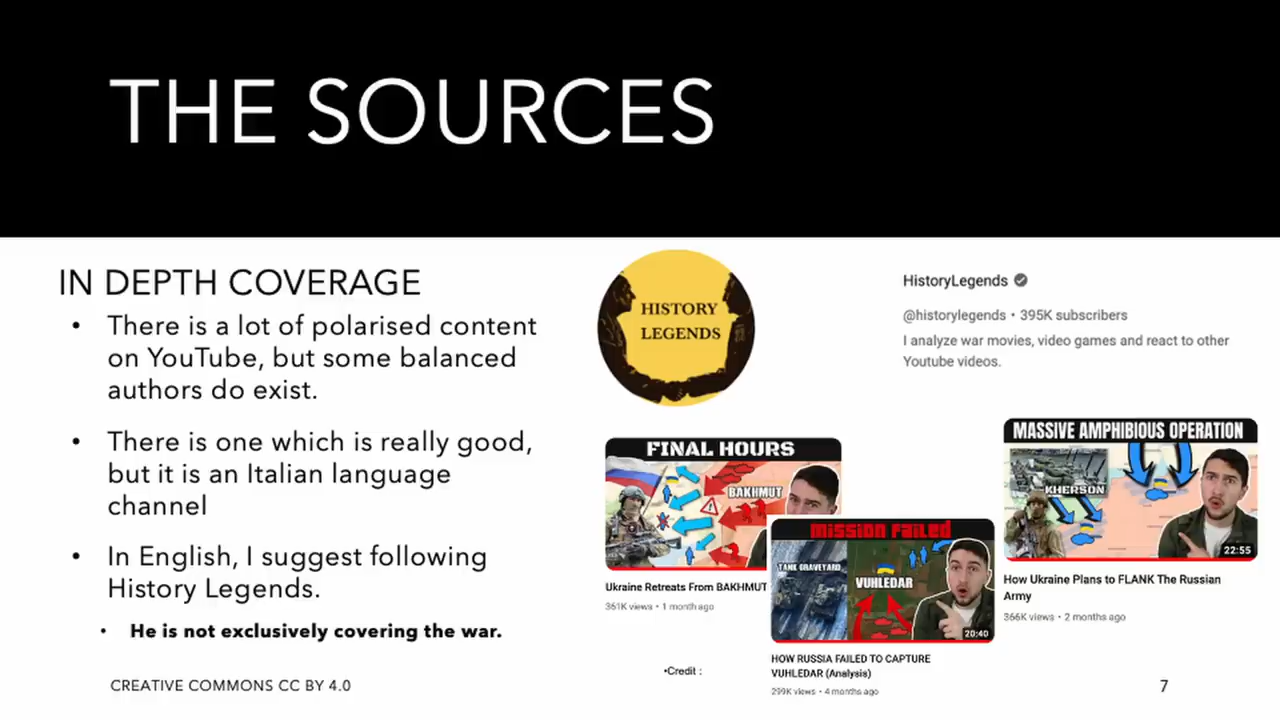 THE SOURCES
IN DEPTH COVERAGE
• There is a lot of polarised content
on YouTube, but some balanced
authors do exist.
• There is one which is really good,
but it is an Italian language
channel
• In English, I suggest following
History Legends.
• He is not exclusively covering the war.
HISTORY
LEGENDS
HistoryLegends
@historylegends • 395K subscribers
I analyze war movies, video games and react to other
Youtube videos.
FINAL HOURS
BAKHMUT
Ukraine Retreats From BAKHMUT
361K views • 1 month ago
Mission Failed
TANK GRAVEYARD
VUHLEDAR
20:40
HOW RUSSIA FAILED TO CAPTURE
VUHLEDAR (Analysis)
299K views • 4 months ago
MASSIVE AMPHIBIOUS OPERATION
KHERSON
22:55
How Ukraine Plans to FLANK The Russian
Army
366K views • 2 months ago
•Credit :
CREATIVE COMMONS CC BY 4.0
7